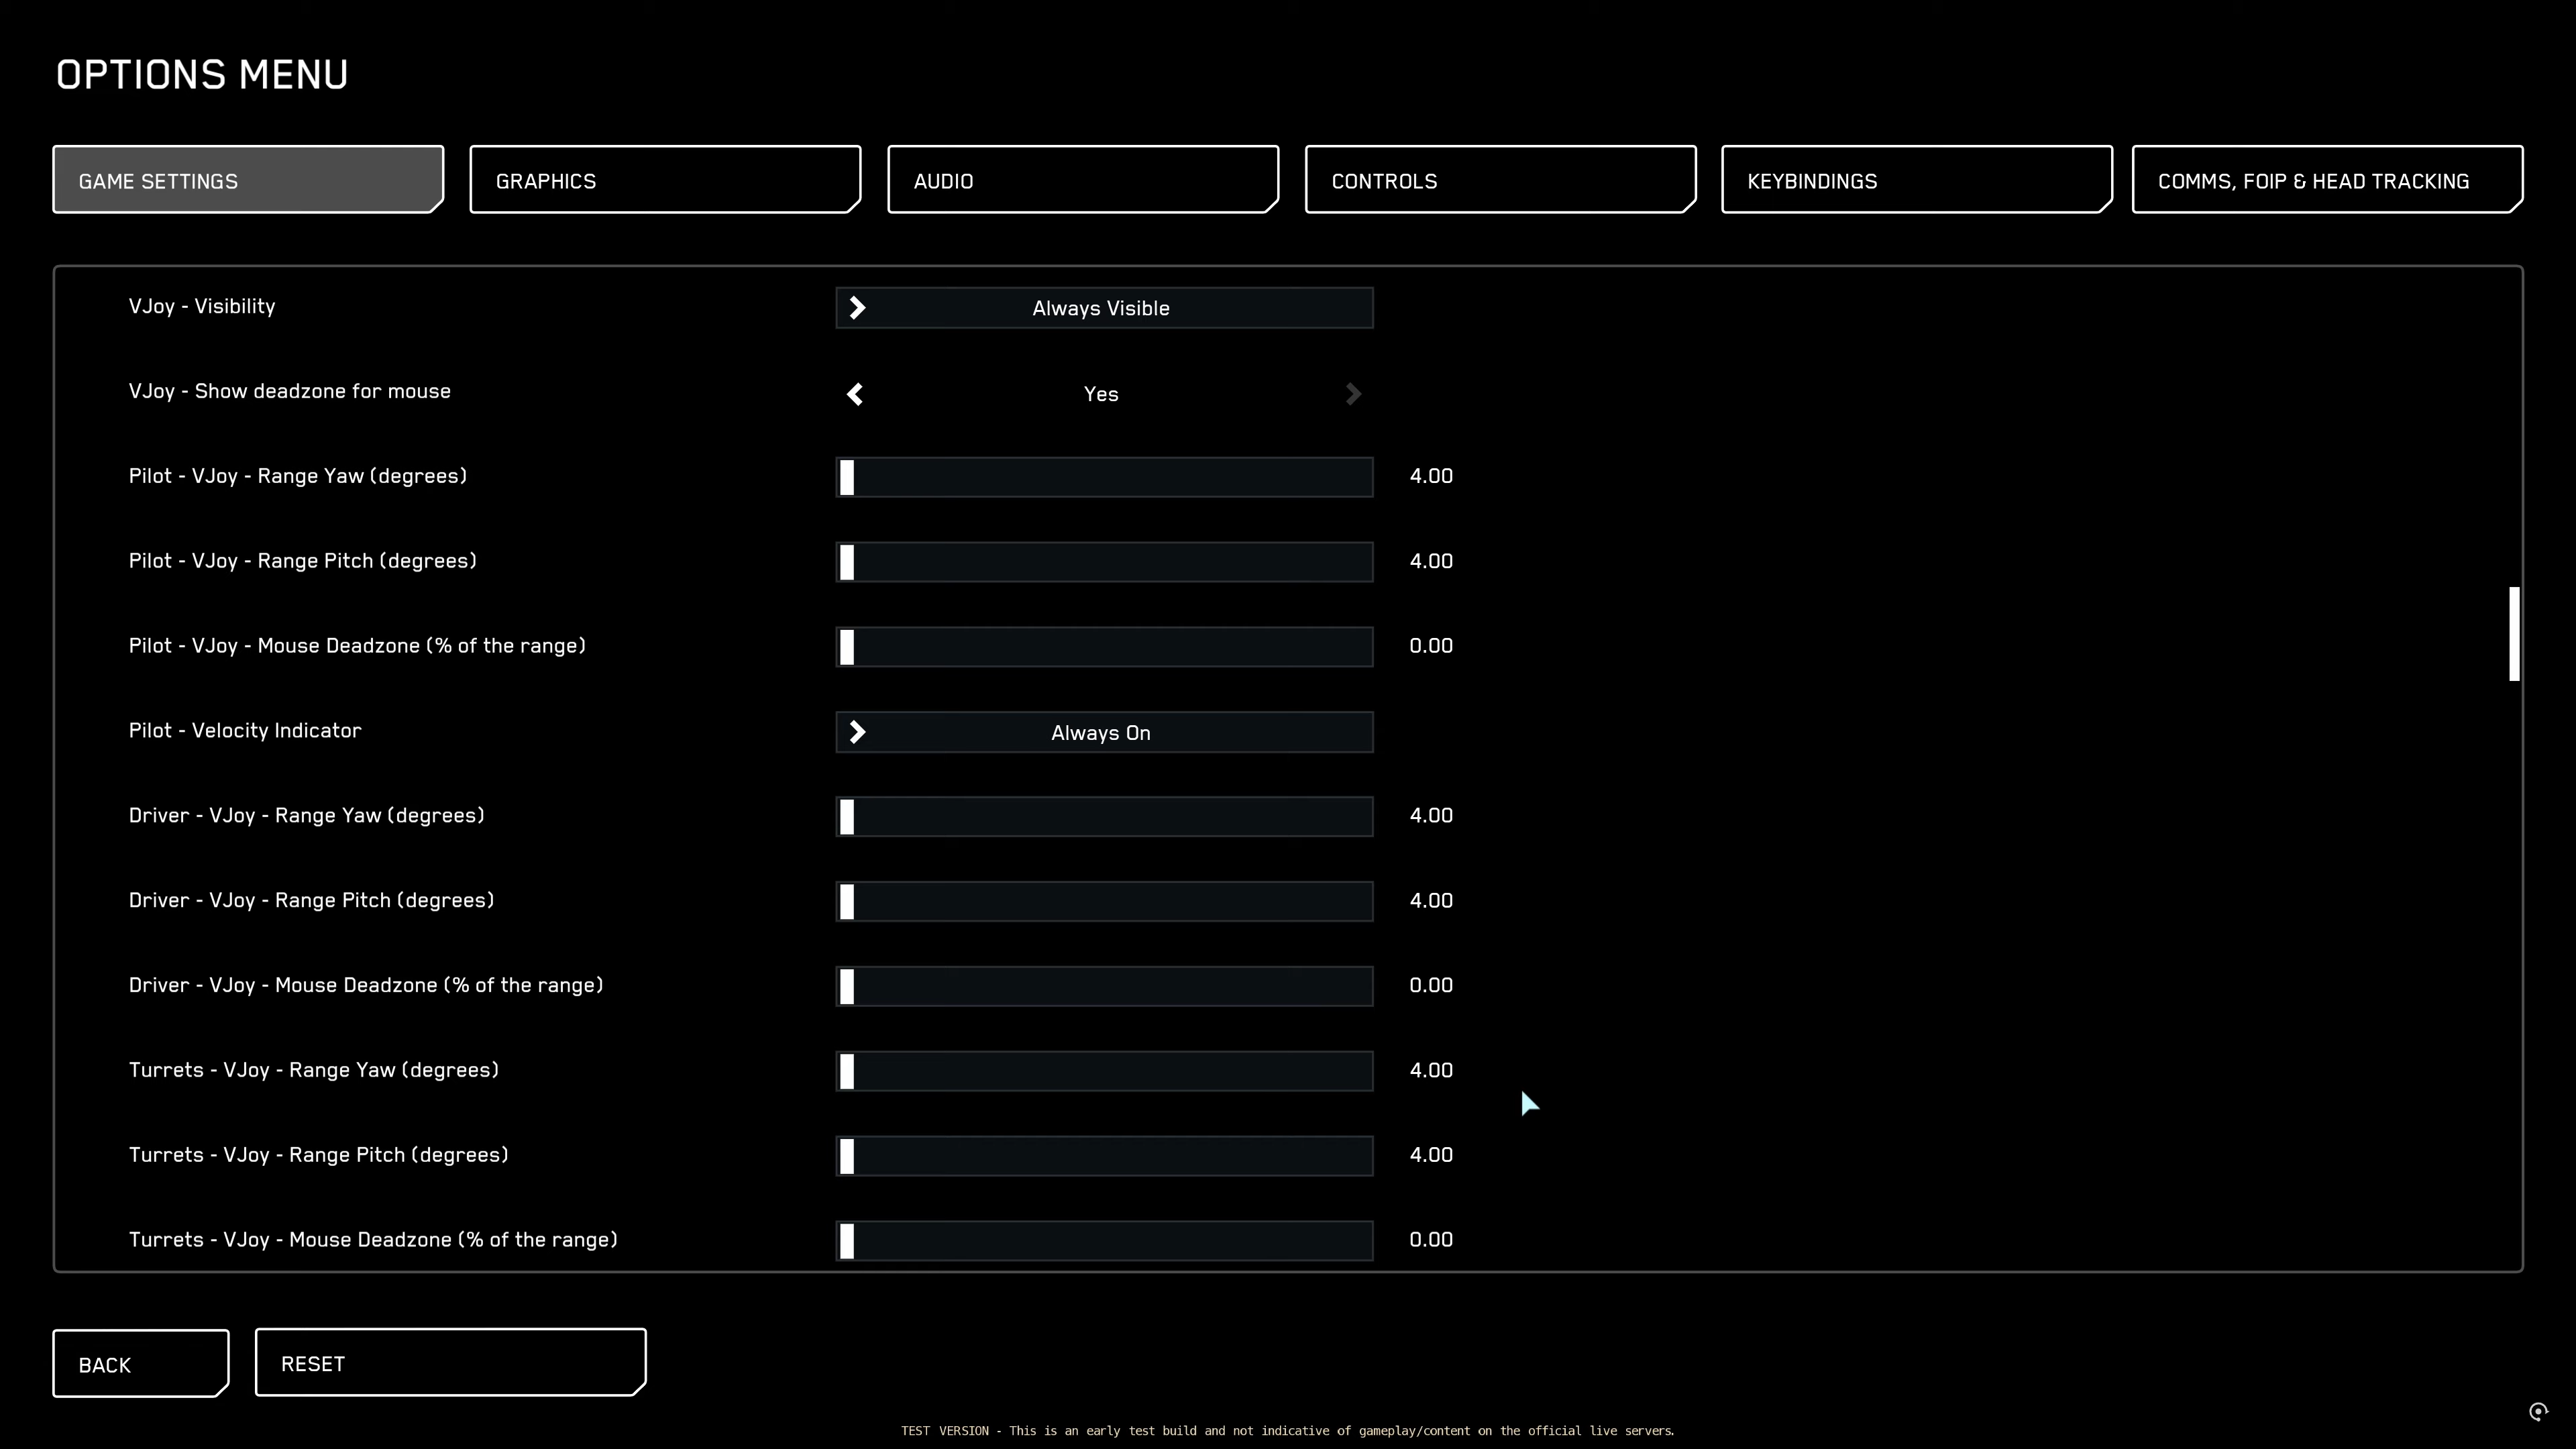 OPTIONS MENU
GAME SETTINGS
GRAPHICS
AUDIO
CONTROLS
KEYBINDINGS
COMMS, FOIP & HEAD TRACKING
VJoy - Visibility
Always Visible
VJoy - Show deadzone for mouse
Yes
Pilot - VJoy - Range Yaw (degrees)
4.00
Pilot - VJoy - Range Pitch (degrees)
4.00
Pilot - VJoy - Mouse Deadzone (% of the range)
0.00
Pilot - Velocity Indicator
Always On
Driver - VJoy - Range Yaw (degrees)
4.00
Driver - VJoy - Range Pitch (degrees)
4.00
Driver - VJoy - Mouse Deadzone (% of the range)
0.00
Turrets - VJoy - Range Yaw (degrees)
4.00
Turrets - VJoy - Range Pitch (degrees)
4.00
Turrets - VJoy - Mouse Deadzone (% of the range)
0.00
BACK
RESET
TEST VERSION - This is an early test build and not indicative of gameplay/content on the official live servers.